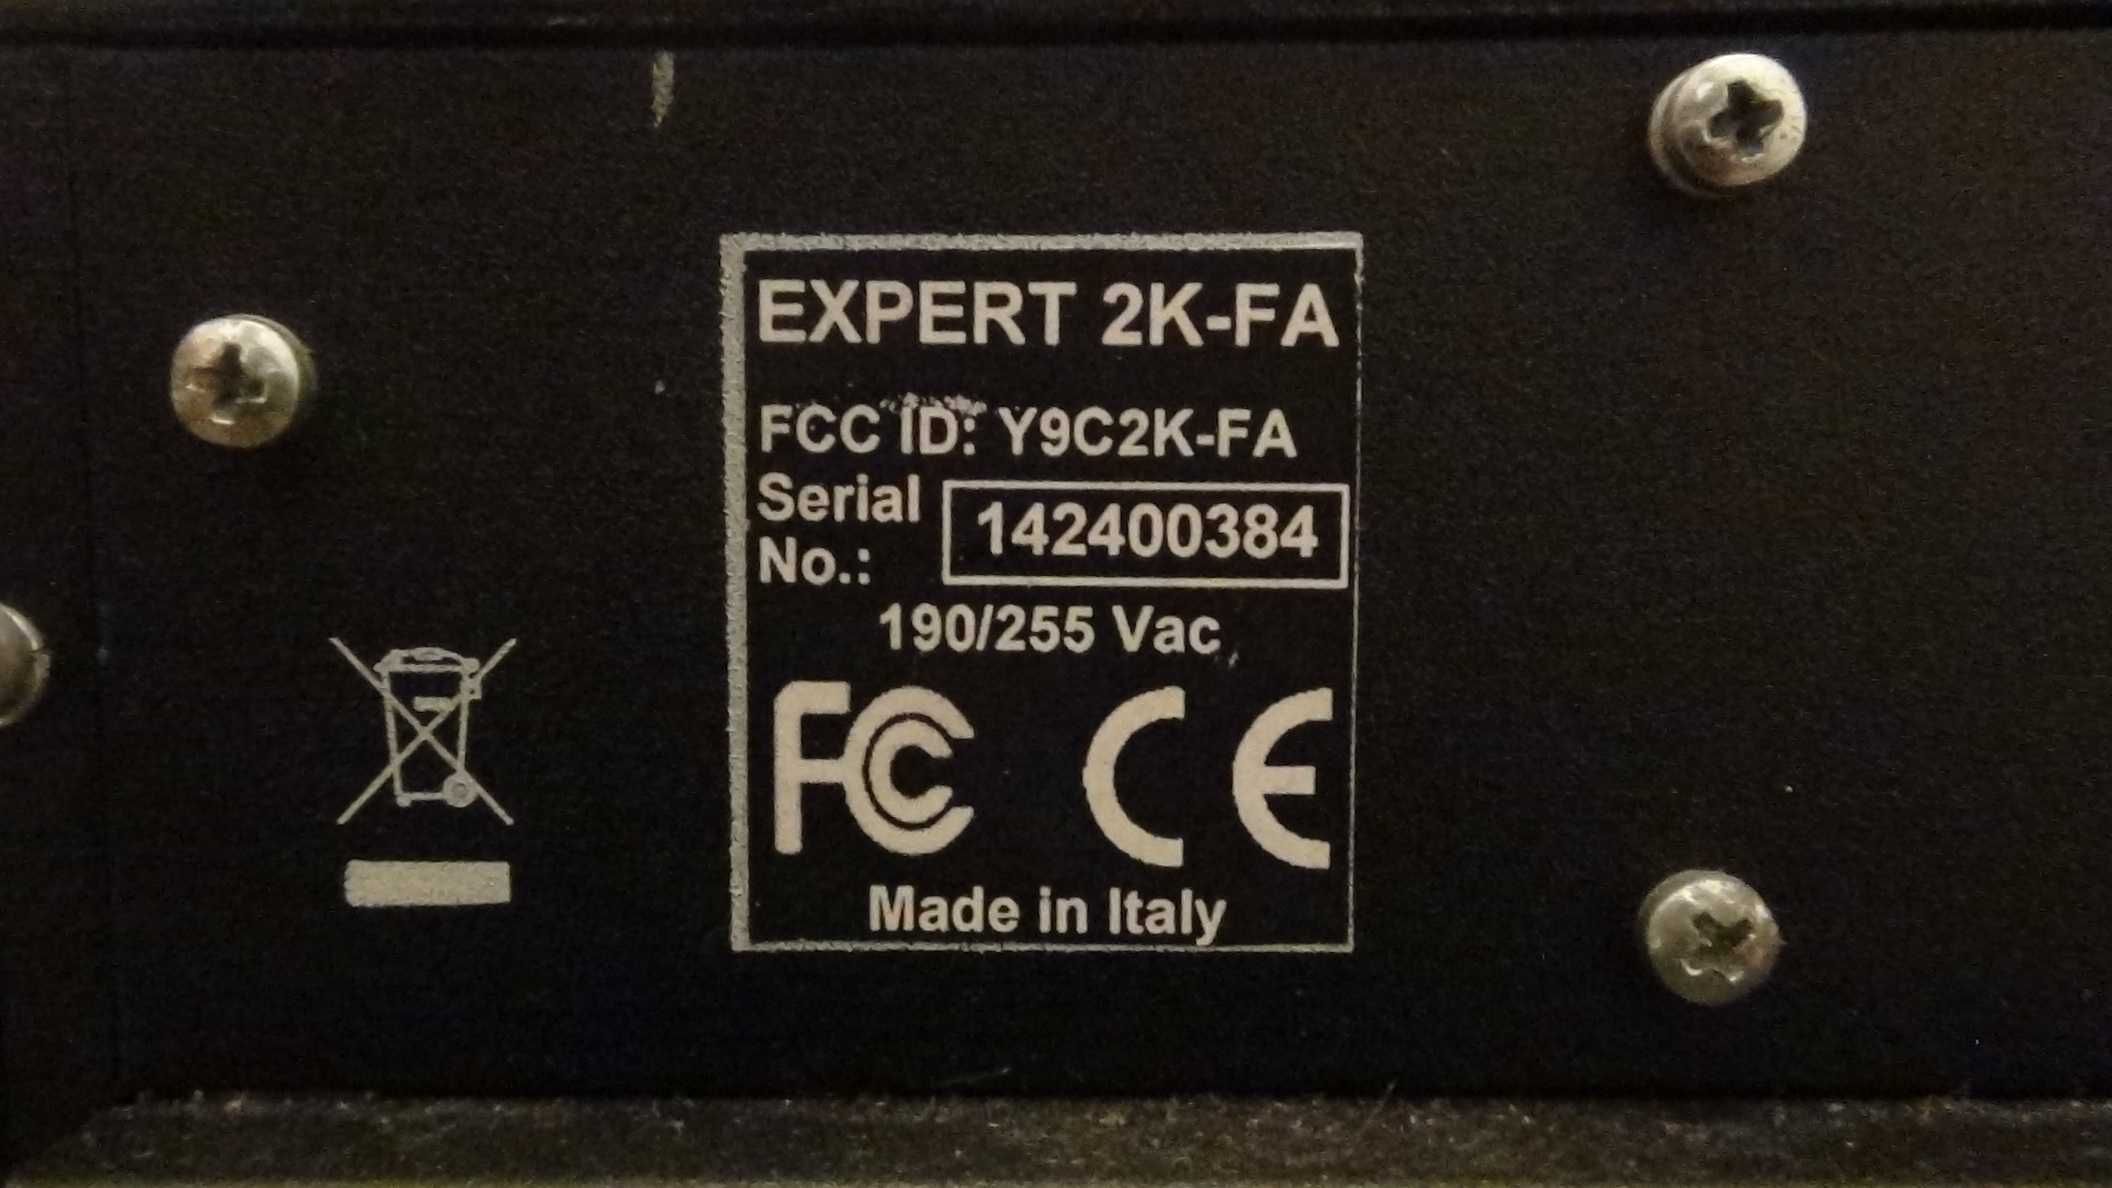 EXPERT 2K-FA
FCC ID: Y9C2K-FA
Serial No.: 142400384
190/255 Vac
FC CE
Made in Italy